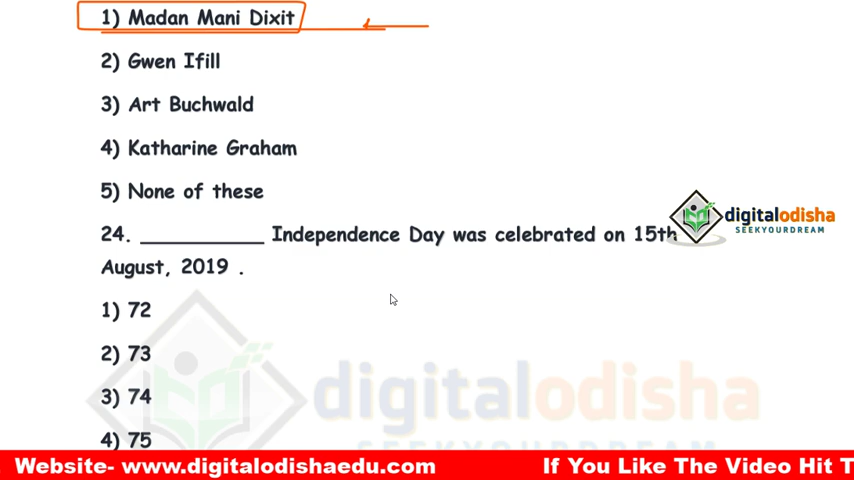 1) Madan Mani Dixit
2) Gwen Ifill
3) Art Buchwald
4) Katharine Graham
5) None of these
24. __________ Independence Day was celebrated on 15th
August, 2019 .
digitalodisha
SEEKYOURDREAM
1) 72
2) 73
3) 74
4) 75
digitalodisha
SEEKYOURDREAM
Website- www.digitalodishaedu.com If You Like The Video Hit T